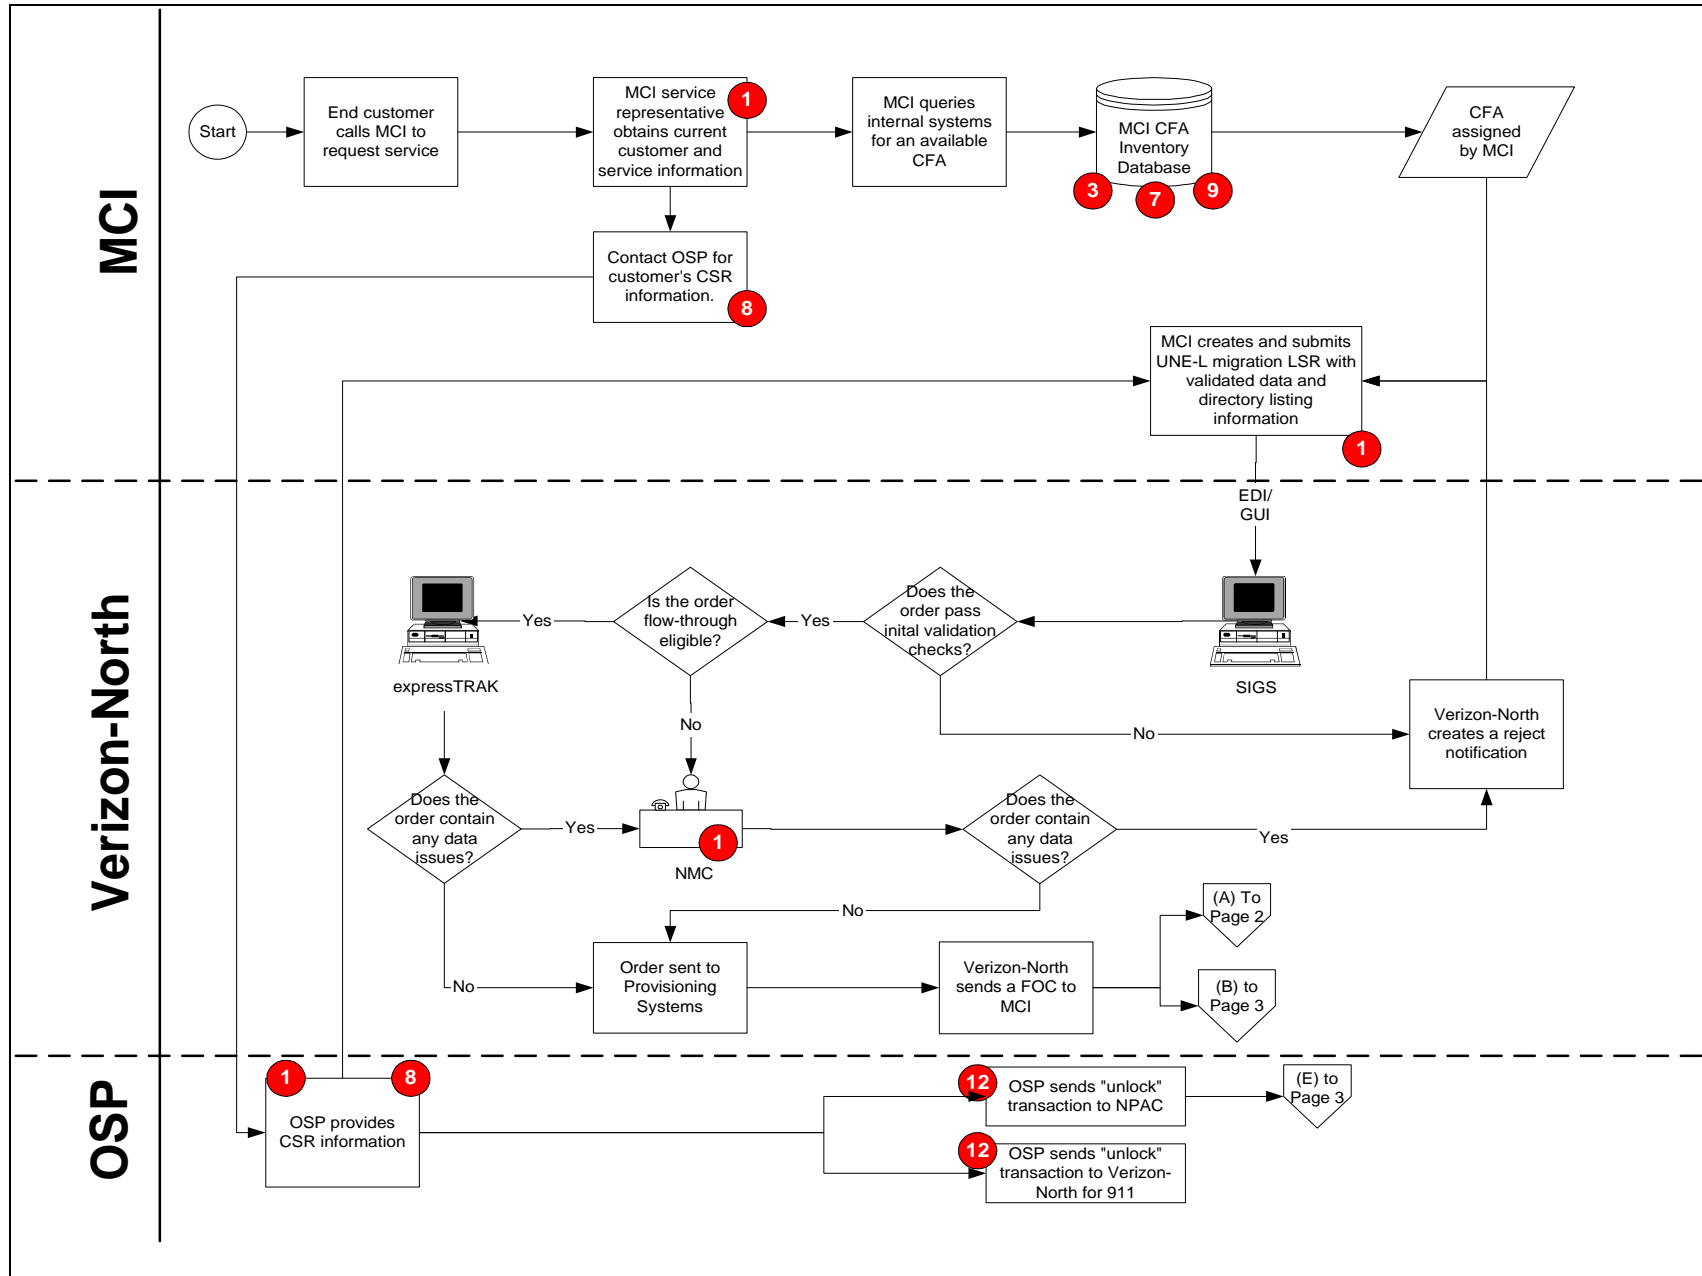 MCI
Start
End customer
calls MCI to
request service
MCI service
representative
obtains current
customer and
service information
1
MCI queries
internal systems
for an available
CFA
MCI CFA
Inventory
Database
3
7
9
CFA
assigned
by MCI
Contact OSP for
customer's CSR
information.
8
MCI creates and submits
UNE-L migration LSR with
validated data and
directory listing
information
1
Verizon-North
EDI/
GUI
SIGS
Does the
order pass
inital validation
checks?
Yes
No
Is the order
flow-through
eligible?
Yes
No
expressTRAK
Verizon-North
creates a reject
notification
Does the
order contain
any data
issues?
Yes
No
1
NMC
Does the
order contain
any data
issues?
Yes
No
Order sent to
Provisioning
Systems
Verizon-North
sends a FOC to
MCI
(A) To
Page 2
(B) to
Page 3
OSP
1
8
OSP provides
CSR information
12
OSP sends "unlock"
transaction to NPAC
(E) to
Page 3
12
OSP sends "unlock"
transaction to Verizon-
North for 911